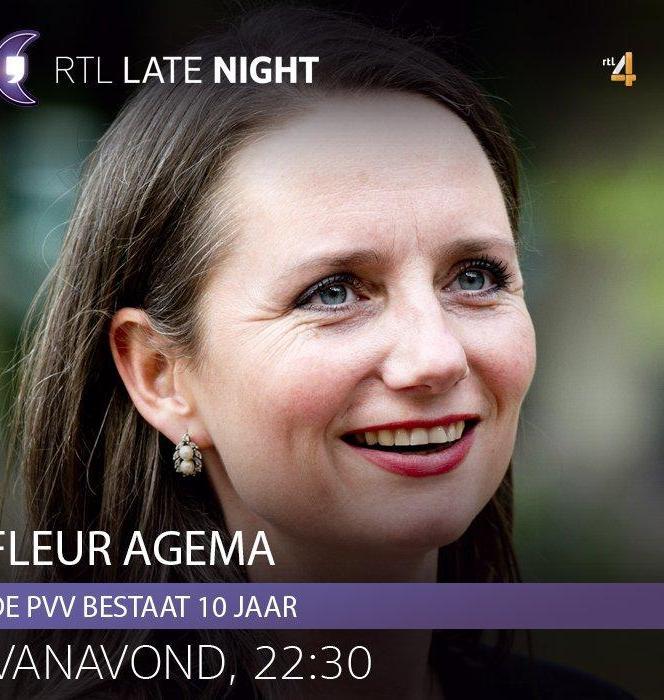 RTL LATE NIGHT
rtl 4
FLEUR AGEMA
DE PVV BESTAAT 10 JAAR
VANAVOND, 22:30